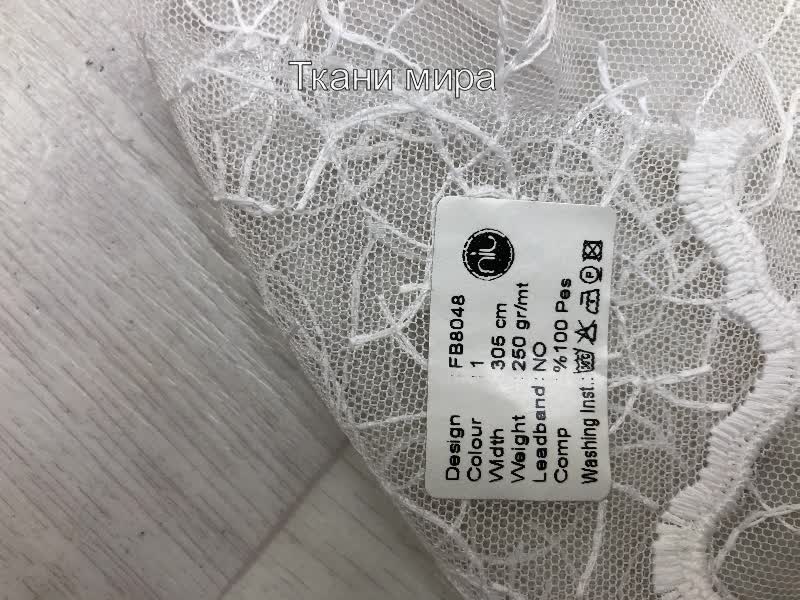 Ткани мира
niu
Design : FB8048
Colour : 1
Width : 305 cm
Weight : 250 gr/mt
Leadband : NO
Comp : %100 Pes
Washing Inst.: